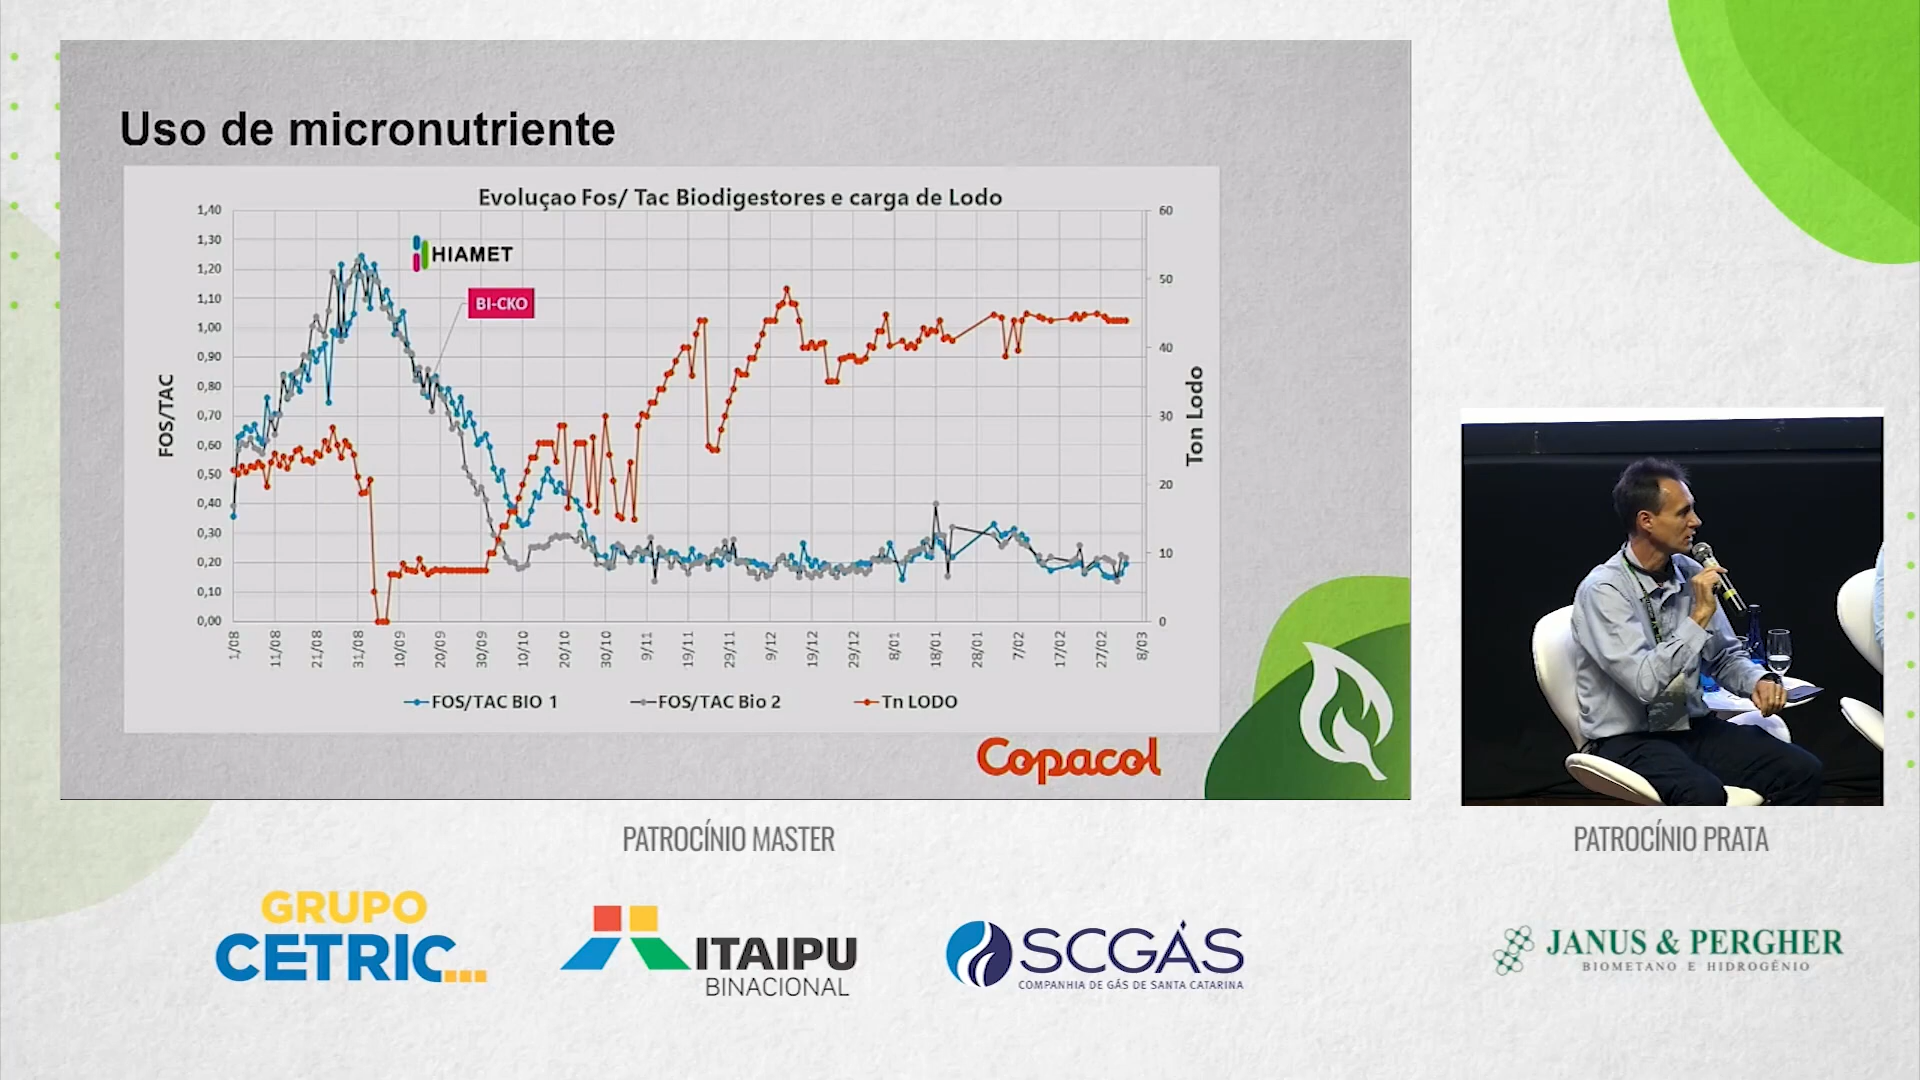 Uso de micronutriente
Evoluçao Fos/ Tac Biodigestores e carga de Lodo
1,40
1,30
1,20
1,10
1,00
0,90
0,80
0,70
0,60
0,50
0,40
0,30
0,20
0,10
0,00
FOS/TAC
HIAMET
BI-CKO
60
50
40
30
20
10
0
Ton Lodo
1/08
11/08
21/08
31/08
10/09
20/09
30/09
10/10
20/10
30/10
9/11
19/11
29/11
9/12
19/12
29/12
8/01
18/01
28/01
7/02
17/02
27/02
8/03
FOS/TAC BIO 1
FOS/TAC Bio 2
Tn LODO
Copacol
PATROCÍNIO MASTER
PATROCÍNIO PRATA
GRUPO
CETRIC...
ITAIPU
BINACIONAL
SCGÁS
COMPANHIA DE GÁS DE SANTA CATARINA
JANUS & PERGHER
BIOMETANO E HIDROGÊNIO